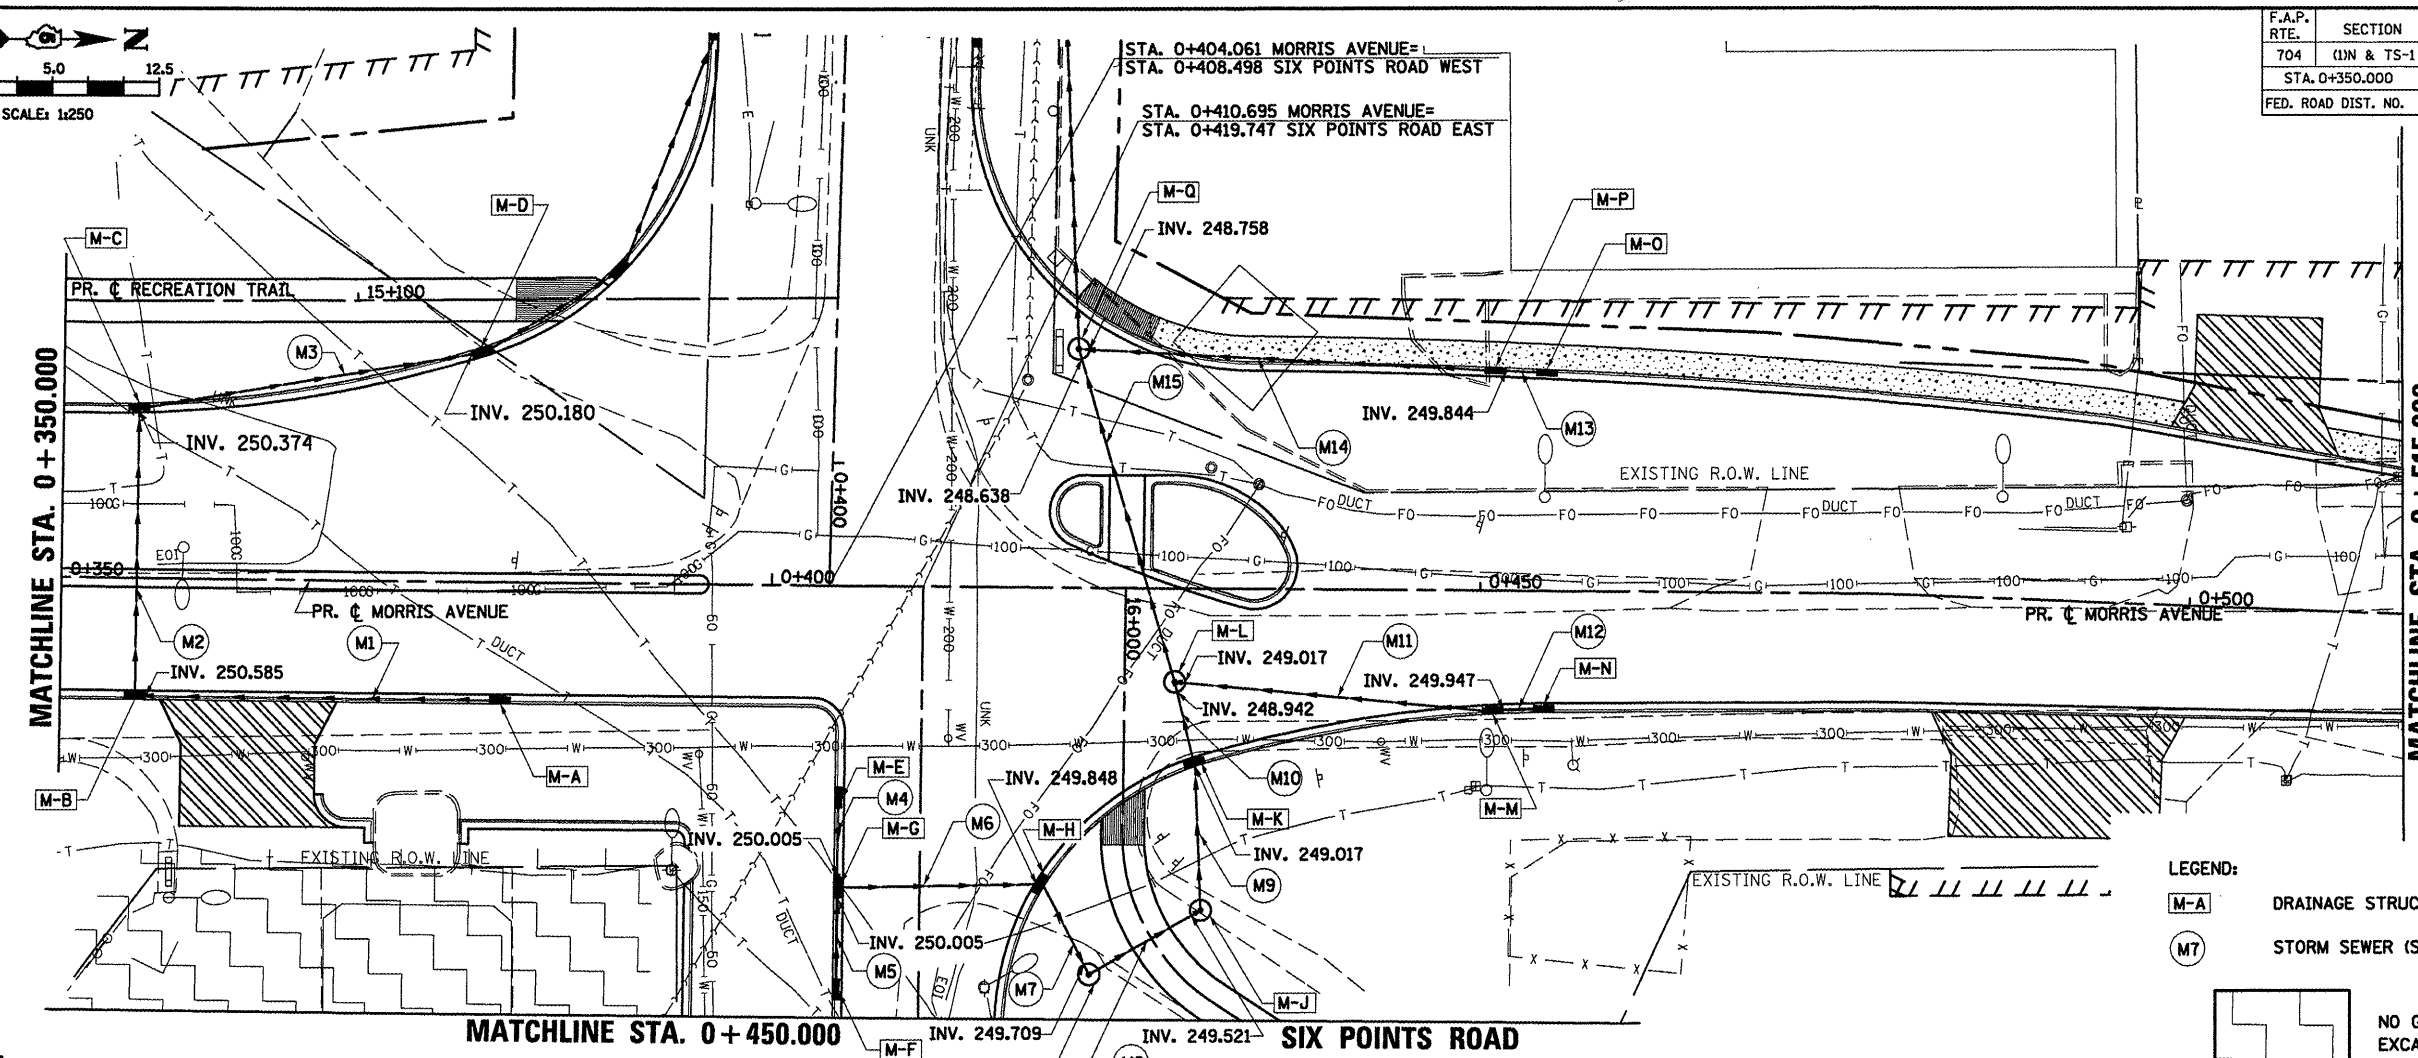 N
5.0 12.5
SCALE: 1:250
F.A.P. RTE. SECTION
704 (1)N & TS-1
STA. 0+350.000
FED. ROAD DIST. NO.
STA. 0+404.061 MORRIS AVENUE=
STA. 0+408.498 SIX POINTS ROAD WEST
STA. 0+410.695 MORRIS AVENUE=
STA. 0+419.747 SIX POINTS ROAD EAST
M-Q
INV. 248.758
M-P
M-O
M-D
M-C
PR. ℄ RECREATION TRAIL
15+100
M3
INV. 250.180
INV. 250.374
M15
M14
INV. 249.844
M13
INV. 248.638
EXISTING R.O.W. LINE
DUCT
DUCT
DUCT
MATCHLINE STA. 0+350.000
0+400
0+350
0+400
0+450
0+500
PR. ℄ MORRIS AVENUE
PR. ℄ MORRIS AVENUE
16+000
M2
M1
DUCT
DUCT
INV. 250.585
M-L
INV. 249.017
M11
M12
M-N
INV. 249.947
INV. 248.942
M-A
M-B
M-E
M4
M-G
INV. 249.848
M6
M-H
M10
M-K
M-M
INV. 250.005
INV. 249.017
M9
EXISTING R.O.W. LINE
EXISTING R.O.W. LINE
INV. 250.005
M5
M7
DUCT
M-J
M-F
INV. 249.709
INV. 249.521
MATCHLINE STA. 0+450.000
SIX POINTS ROAD
LEGEND:
M-A DRAINAGE STRUC
M7 STORM SEWER (S
NO G
EXCA